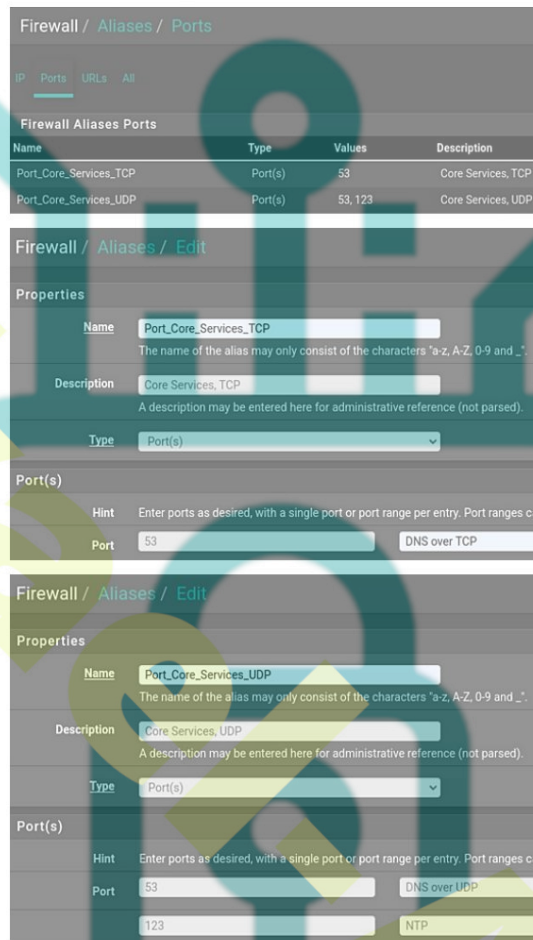 Firewall / Aliases / Ports
IP Ports URLs All
Firewall Aliases Ports
Name Type Values Description
Port_Core_Services_TCP Port(s) 53 Core Services, TCP
Port_Core_Services_UDP Port(s) 53, 123 Core Services, UDP
Firewall / Aliases / Edit
Properties
Name Port_Core_Services_TCP
The name of the alias may only consist of the characters "a-z, A-Z, 0-9 and _".
Description Core Services, TCP
A description may be entered here for administrative reference (not parsed).
Type Port(s)
Port(s)
Hint Enter ports as desired, with a single port or port range per entry. Port ranges c
Port 53 DNS over TCP
Firewall / Aliases / Edit
Properties
Name Port_Core_Services_UDP
The name of the alias may only consist of the characters "a-z, A-Z, 0-9 and _".
Description Core Services, UDP
A description may be entered here for administrative reference (not parsed).
Type Port(s)
Port(s)
Hint Enter ports as desired, with a single port or port range per entry. Port ranges c
Port 53 DNS over UDP
123 NTP